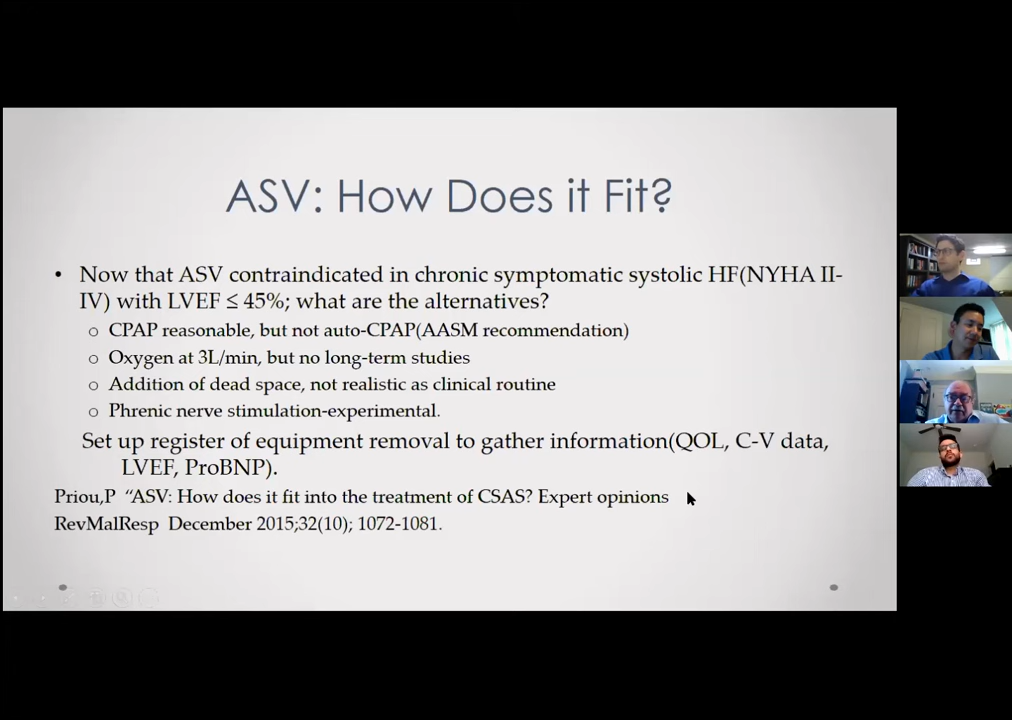 ASV: How Does it Fit?
• Now that ASV contraindicated in chronic symptomatic systolic HF(NYHA II-
IV) with LVEF ≤ 45%; what are the alternatives?
o CPAP reasonable, but not auto-CPAP(AASM recommendation)
o Oxygen at 3L/min, but no long-term studies
o Addition of dead space, not realistic as clinical routine
o Phrenic nerve stimulation-experimental.
Set up register of equipment removal to gather information(QOL, C-V data,
LVEF, ProBNP).
Priou,P “ASV: How does it fit into the treatment of CSAS? Expert opinions
RevMalResp December 2015;32(10); 1072-1081.